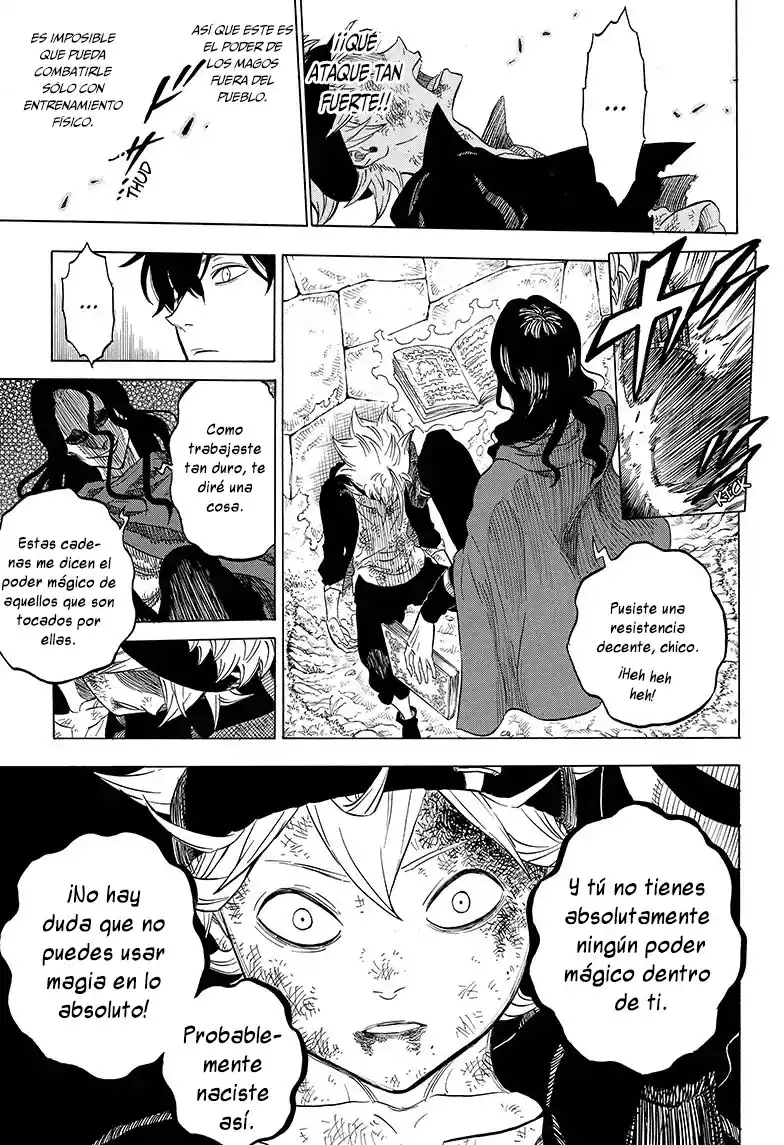 ...
¡¡QUÉ
ATAQUE TAN
FUERTE!!
ASÍ QUE ESTE ES
EL PODER DE
LOS MAGOS
FUERA DEL
PUEBLO.
ES IMPOSIBLE
QUE PUEDA
COMBATIRLE
SÓLO CON
ENTRENAMIENTO
FÍSICO.
THUD
KICK
Pusiste una
resistencia
decente, chico.
¡Heh heh
heh!
...
Como
trabajaste
tan duro, te
diré una
cosa.
Estas cade-
nas me dicen el
poder mágico de
aquellos que son
tocados por
ellas.
Y tú no tienes
absolutamente
ningún poder
mágico dentro
de ti.
¡No hay
duda que no
puedes usar
magia en lo
absoluto!
Probable-
mente
naciste
así.